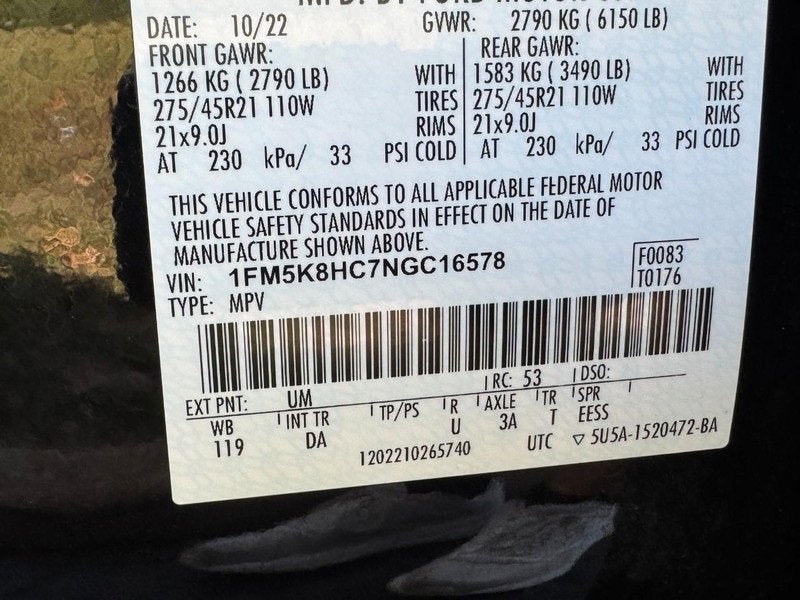 DATE: 10/22 GVWR: 2790 KG ( 6150 LB)
FRONT GAWR: REAR GAWR:
1266 KG ( 2790 LB) WITH 1583 KG ( 3490 LB) WITH
275/45R21 110W TIRES 275/45R21 110W TIRES
21x9.0J RIMS 21x9.0J RIMS
AT 230 kPa/ 33 PSI COLD AT 230 kPa/ 33 PSI COLD
THIS VEHICLE CONFORMS TO ALL APPLICABLE FEDERAL MOTOR
VEHICLE SAFETY STANDARDS IN EFFECT ON THE DATE OF
MANUFACTURE SHOWN ABOVE.
VIN: 1FM5K8HC7NGC16578 F0083
TYPE: MPV T0176
EXT PNT: UM RC: 53 DSO:
WB INT TR TP/PS R AXLE TR SPR
119 DA U 3A T EESS
1202210265740 UTC ▽ 5U5A-1520472-BA